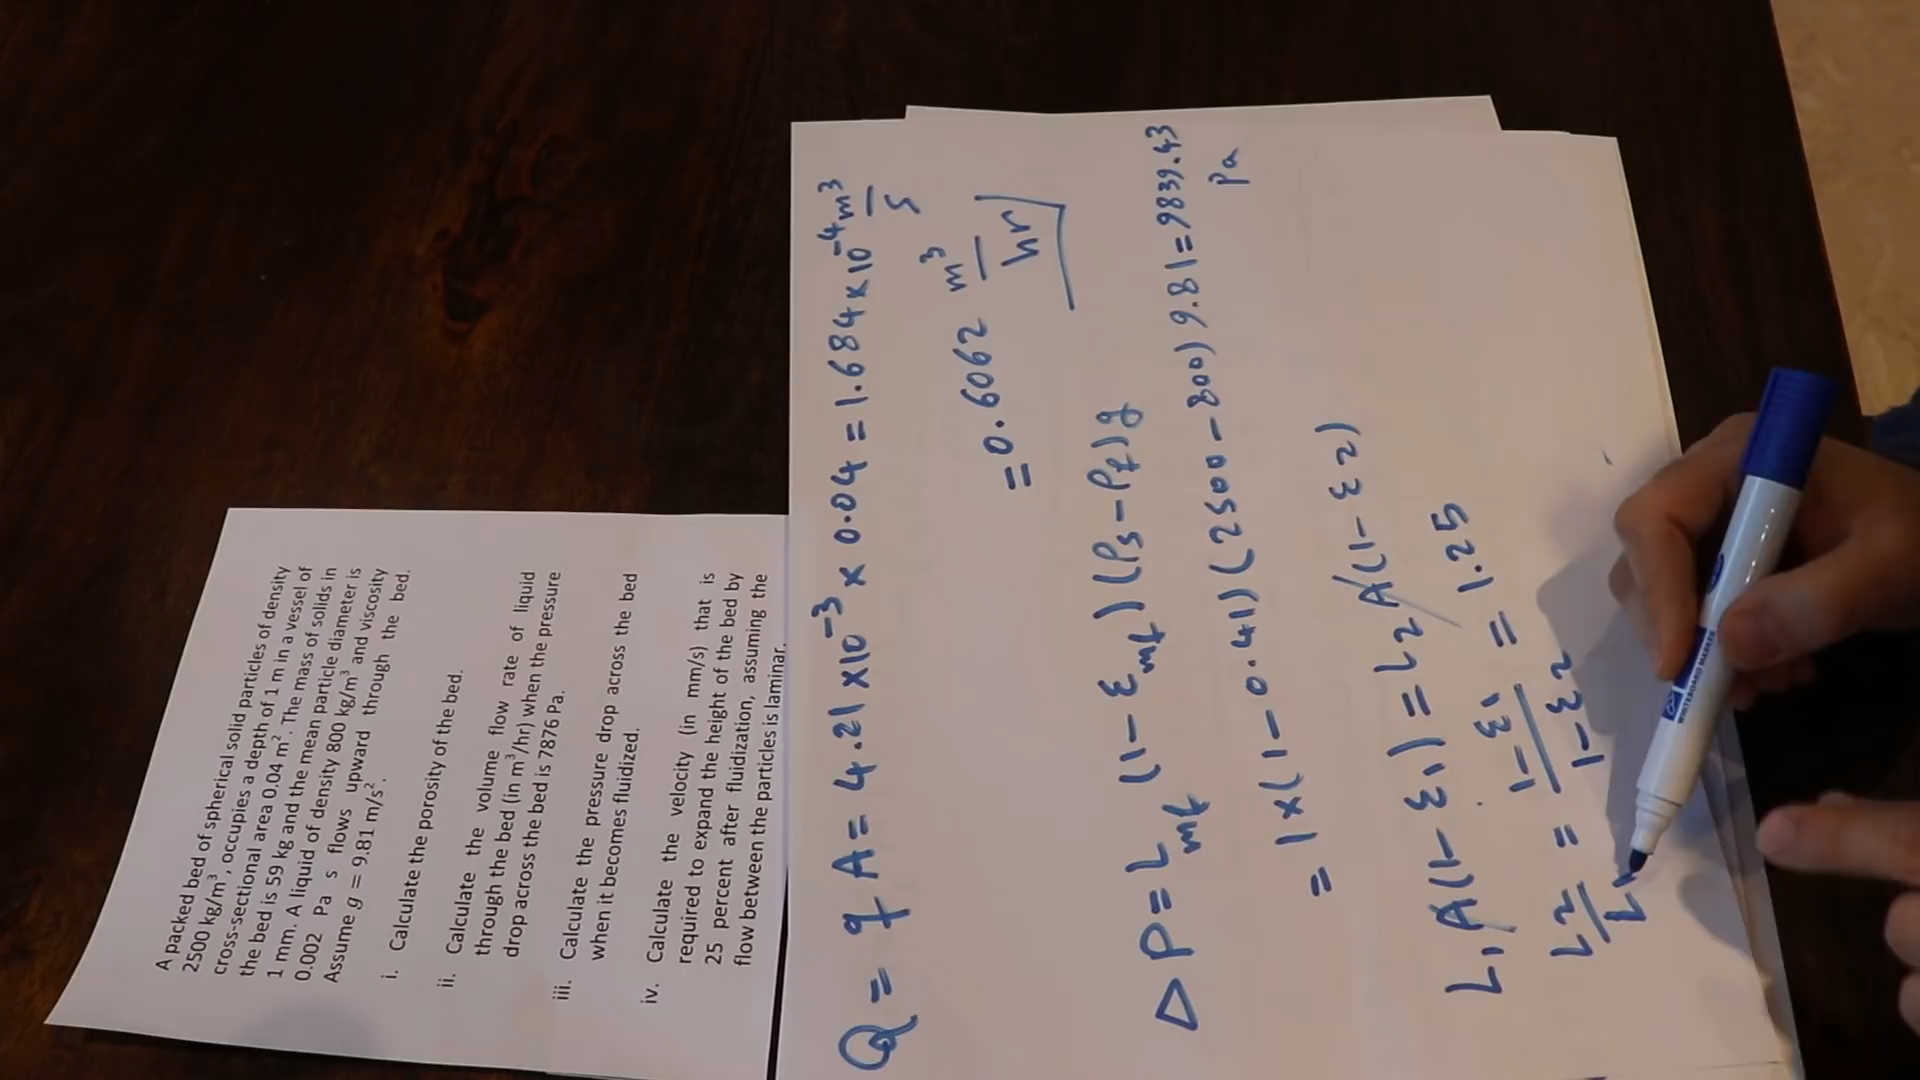 A packed bed of spherical solid particles of density
2500 kg/m³, occupies a depth of 1 m in a vessel of
cross-sectional area 0.04 m². The mass of solids in
the bed is 59 kg and the mean particle diameter is
1 mm. A liquid of density 800 kg/m³ and viscosity
0.002 Pa s flows upward through the bed.
Assume g = 9.81 m/s².
i. Calculate the porosity of the bed.
ii. Calculate the volume flow rate of liquid
through the bed (in m³/hr) when the pressure
drop across the bed is 7876 Pa.
iii. Calculate the pressure drop across the bed
when it becomes fluidized.
iv. Calculate the velocity (in mm/s) that is
required to expand the height of the bed by
25 percent after fluidization, assuming the
flow between the particles is laminar.
Q = q A = 4.21 x10⁻³ x 0.04 = 1.684 x 10⁻⁴ m³/s
= 0.6062 m³/hr
ΔP = L_mf (1 - ε_mf) (ρs - ρf) g
= 1 x (1 - 0.41) (2500 - 800) 9.81 = 9839.43
Pa
L₁ A (1 - ε₁) = L₂ A (1 - ε₂)
L₂/L₁ = (1 - ε₁)/(1 - ε₂) = 1.25
WHITEBOARD MARKER